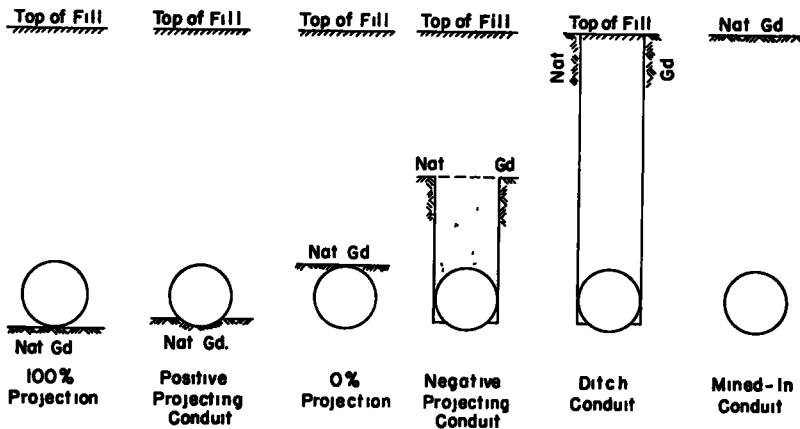 Top of Fill
Top of Fill
Top of Fill
Top of Fill
Top of Fill
Nat Gd
Nat
Gd
Nat
Gd
Nat Gd
Nat Gd
Nat Gd.
100%
Projection
Positive
Projecting
Conduit
0%
Projection
Negative
Projecting
Conduit
Ditch
Conduit
Mined-In
Conduit